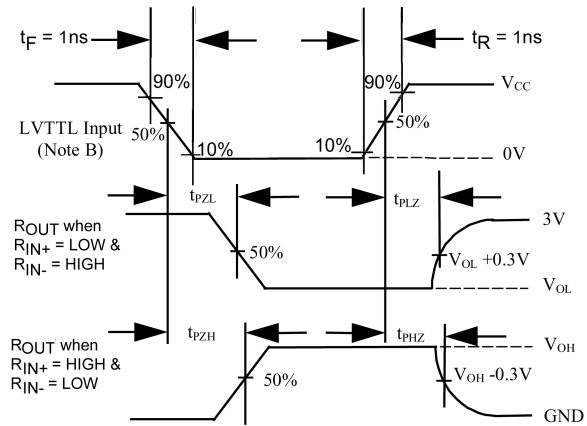 tF = 1ns
tR = 1ns
90%
90%
VCC
50%
50%
LVTTL Input
(Note B)
10%
10%
0V
tPZL
tPLZ
ROUT when
RIN+ = LOW &
RIN- = HIGH
3V
50%
VOL +0.3V
VOL
tPZH
tPHZ
ROUT when
RIN+ = HIGH &
RIN- = LOW
VOH
50%
VOH -0.3V
GND